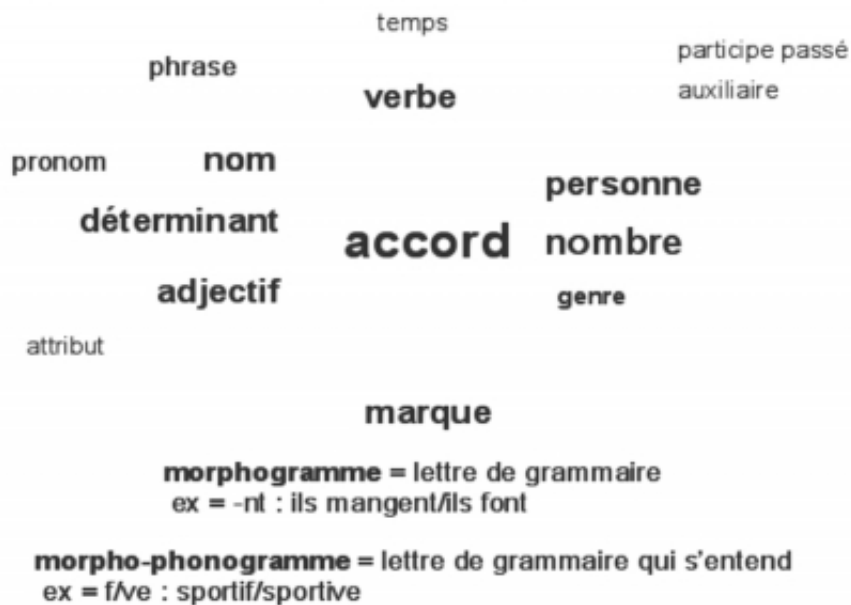 temps
participe passé
phrase
verbe
auxiliaire
pronom
nom
personne
déterminant
accord
nombre
adjectif
genre
attribut
marque
morphogramme = lettre de grammaire
ex = -nt : ils mangent/ils font
morpho-phonogramme = lettre de grammaire qui s'entend
ex = f/ve : sportif/sportive